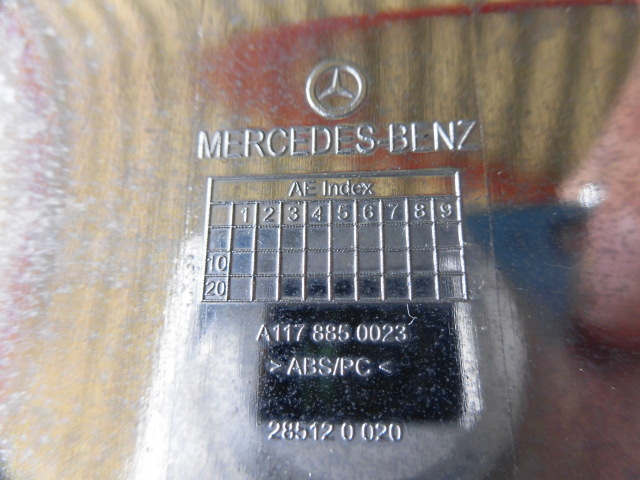 MERCEDES-BENZ
AE Index
1 2 3 4 5 6 7 8 9
10
20
A117 885 0023
> ABS/PC <
28512 0 020